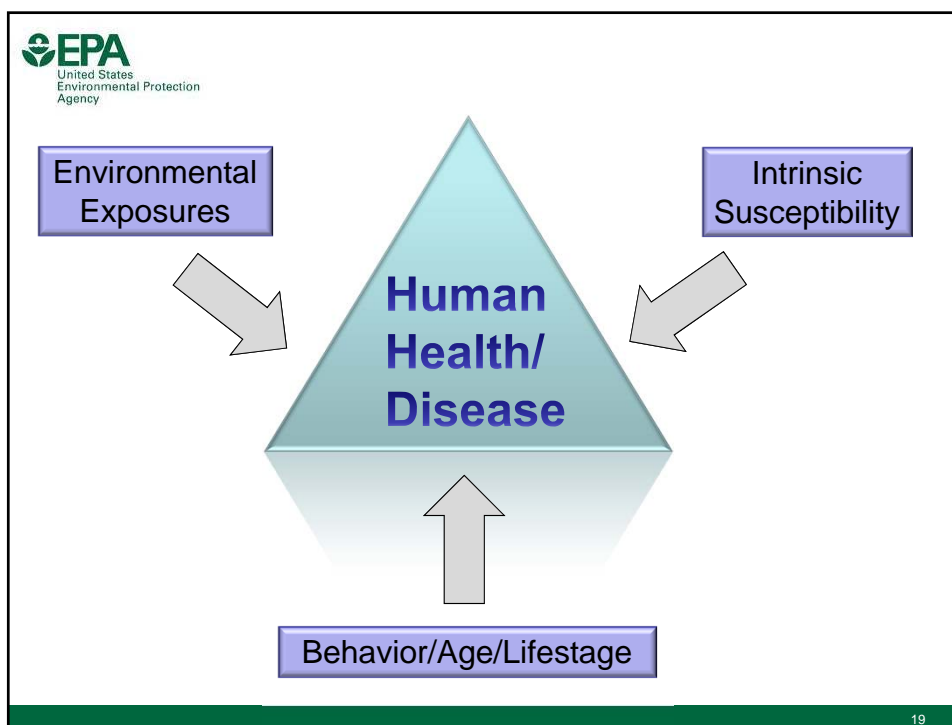 EPA
United States
Environmental Protection
Agency
Environmental
Exposures
Intrinsic
Susceptibility
Human
Health/
Disease
Behavior/Age/Lifestage
19